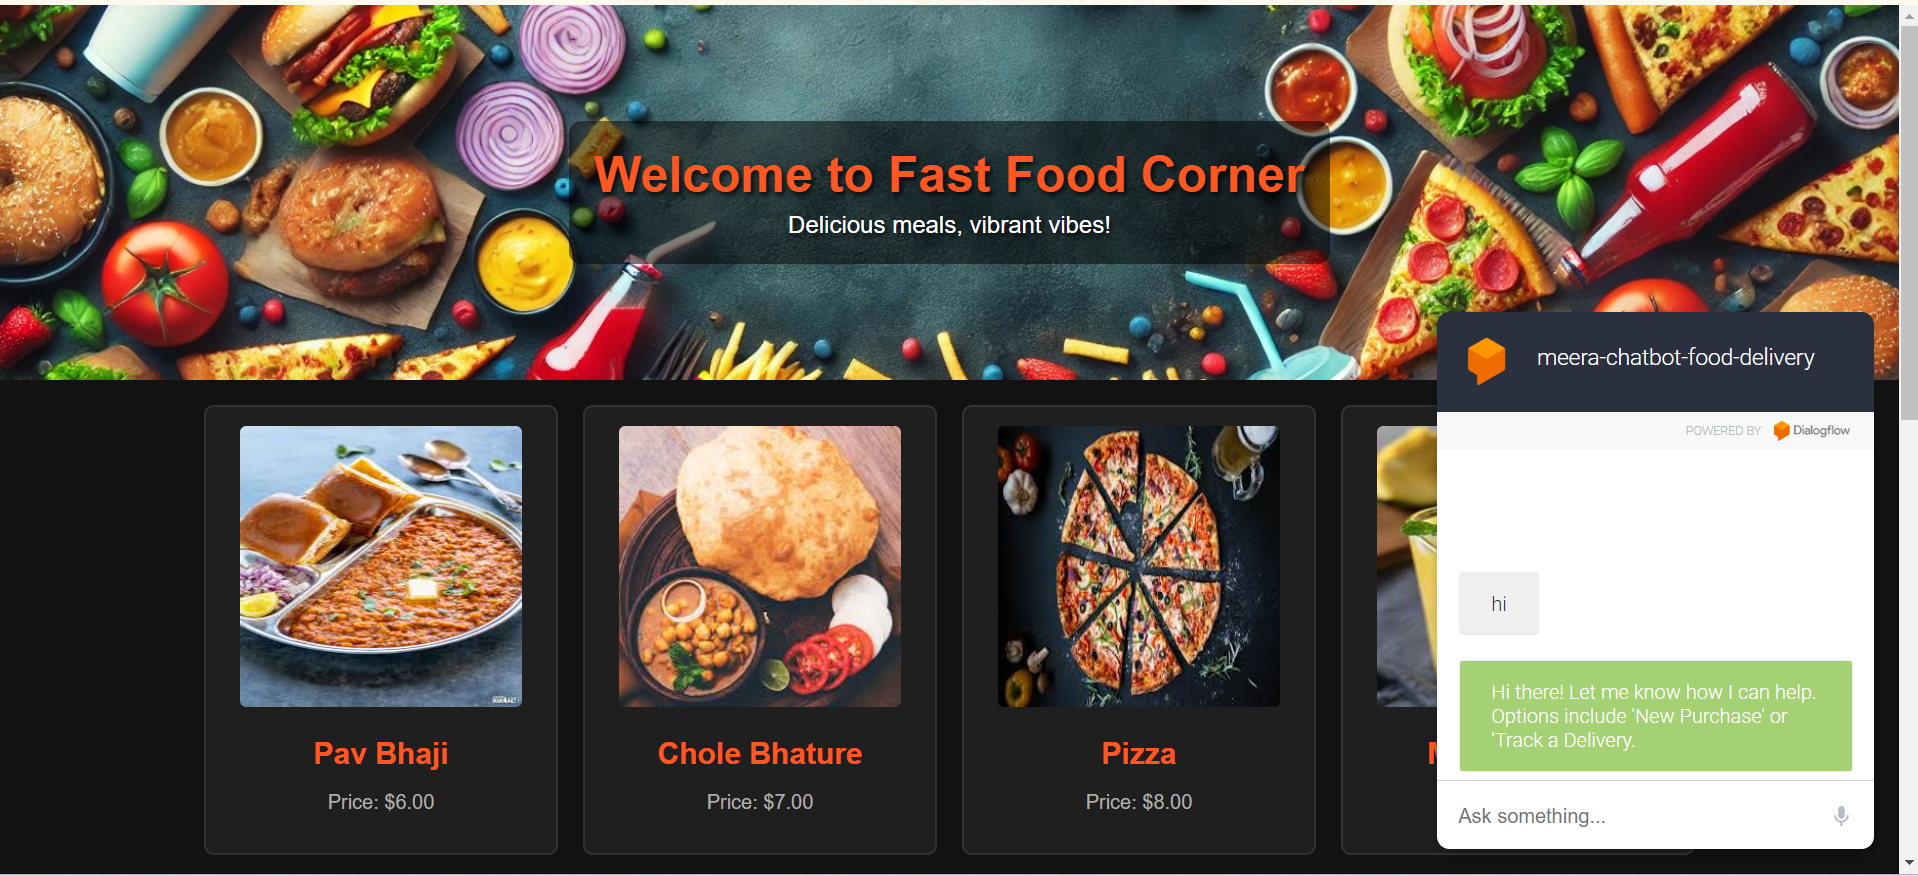 Welcome to Fast Food Corner
Delicious meals, vibrant vibes!
Pav Bhaji
Price: $6.00
Chole Bhature
Price: $7.00
Pizza
Price: $8.00
meera-chatbot-food-delivery
POWERED BY Dialogflow
hi
Hi there! Let me know how I can help.
Options include 'New Purchase' or
'Track a Delivery.
Ask something...